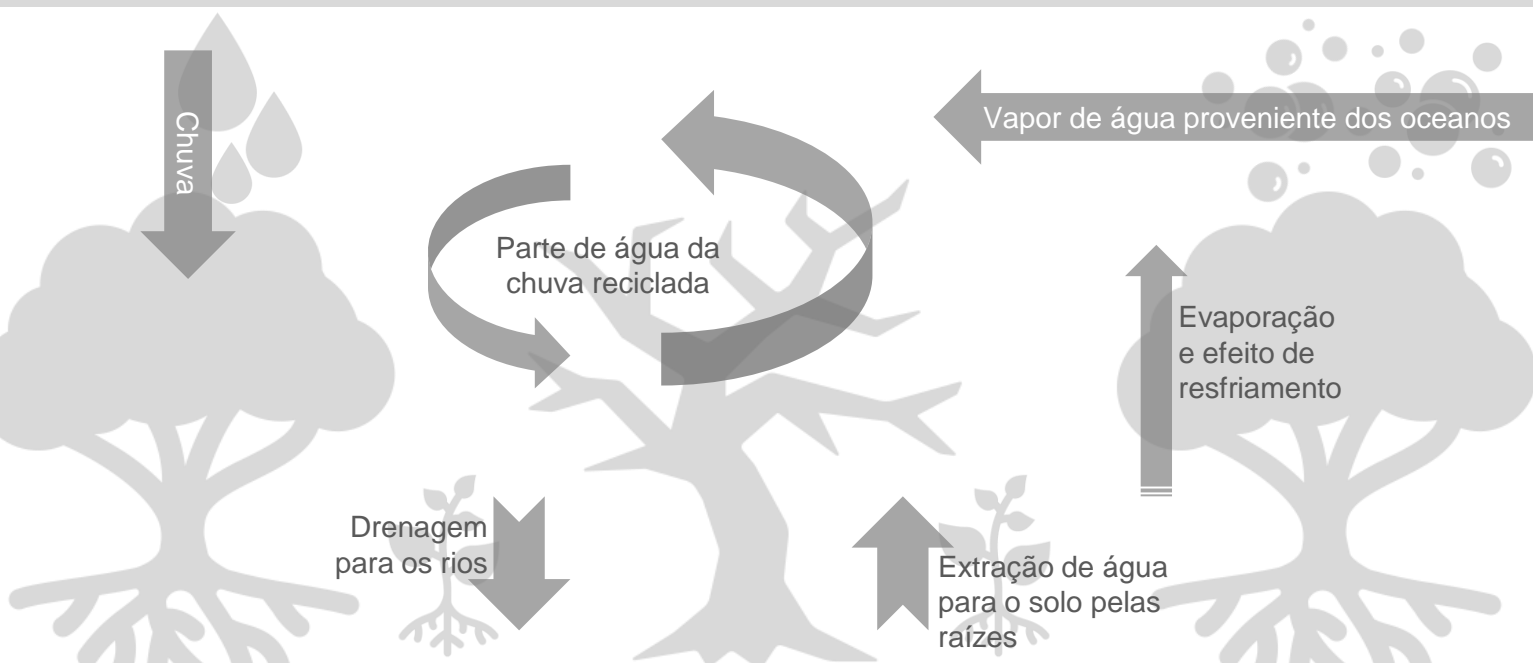 Chuva
Vapor de água proveniente dos oceanos
Parte de água da
chuva reciclada
Evaporação
e efeito de
resfriamento
Drenagem
para os rios
Extração de água
para o solo pelas
raízes